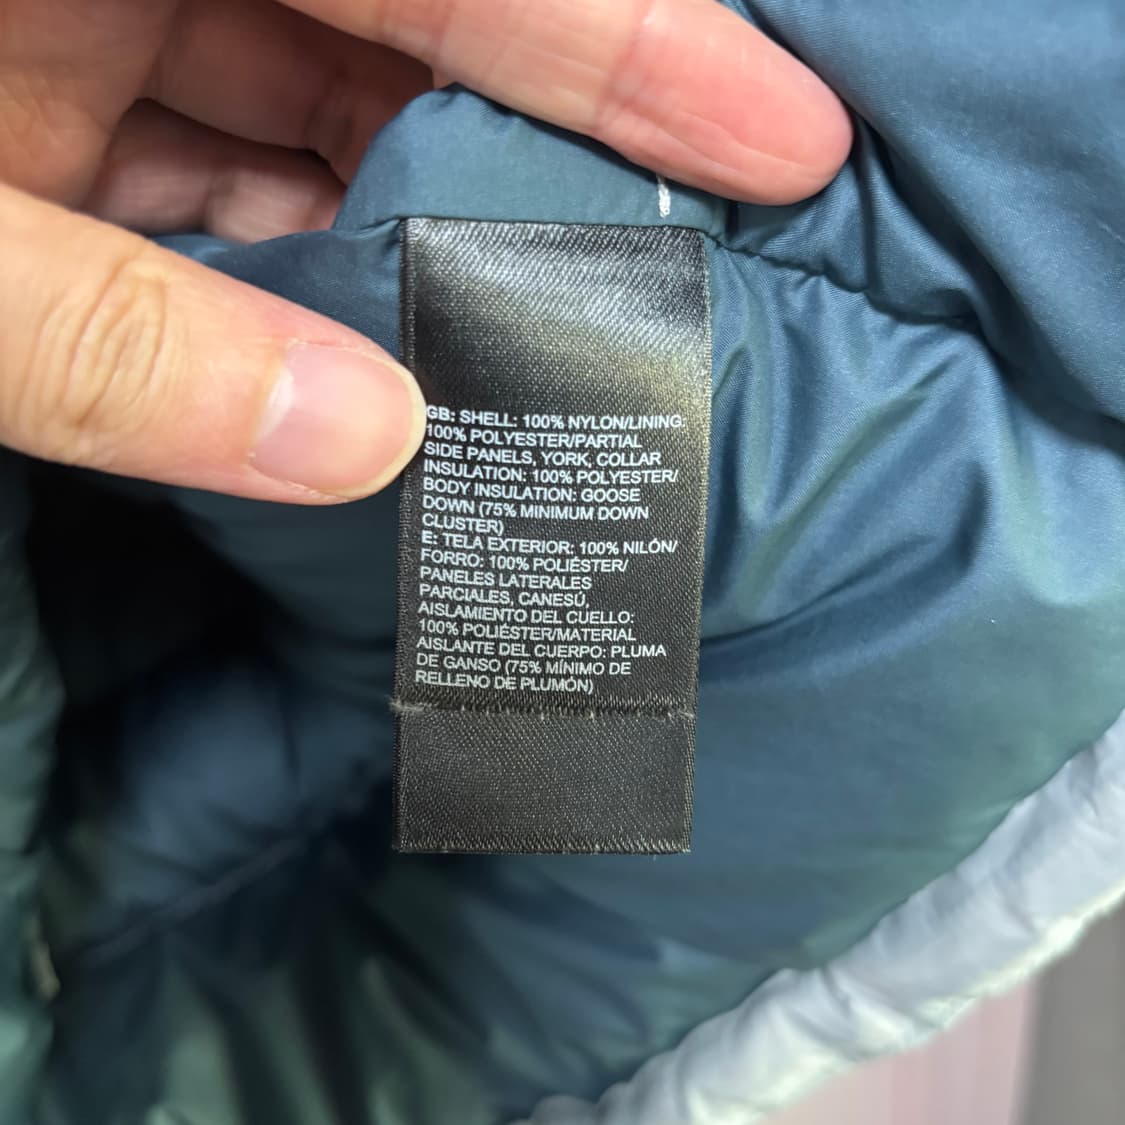 GB: SHELL: 100% NYLON/LINING:
100% POLYESTER/PARTIAL
SIDE PANELS, YORK, COLLAR
INSULATION: 100% POLYESTER/
BODY INSULATION: GOOSE
DOWN (75% MINIMUM DOWN
CLUSTER)
E: TELA EXTERIOR: 100% NILÓN/
FORRO: 100% POLIÉSTER/
PANELES LATERALES
PARCIALES, CANESÚ,
AISLAMIENTO DEL CUELLO:
100% POLIÉSTER/MATERIAL
AISLANTE DEL CUERPO: PLUMA
DE GANSO (75% MÍNIMO DE
RELLENO DE PLUMÓN)